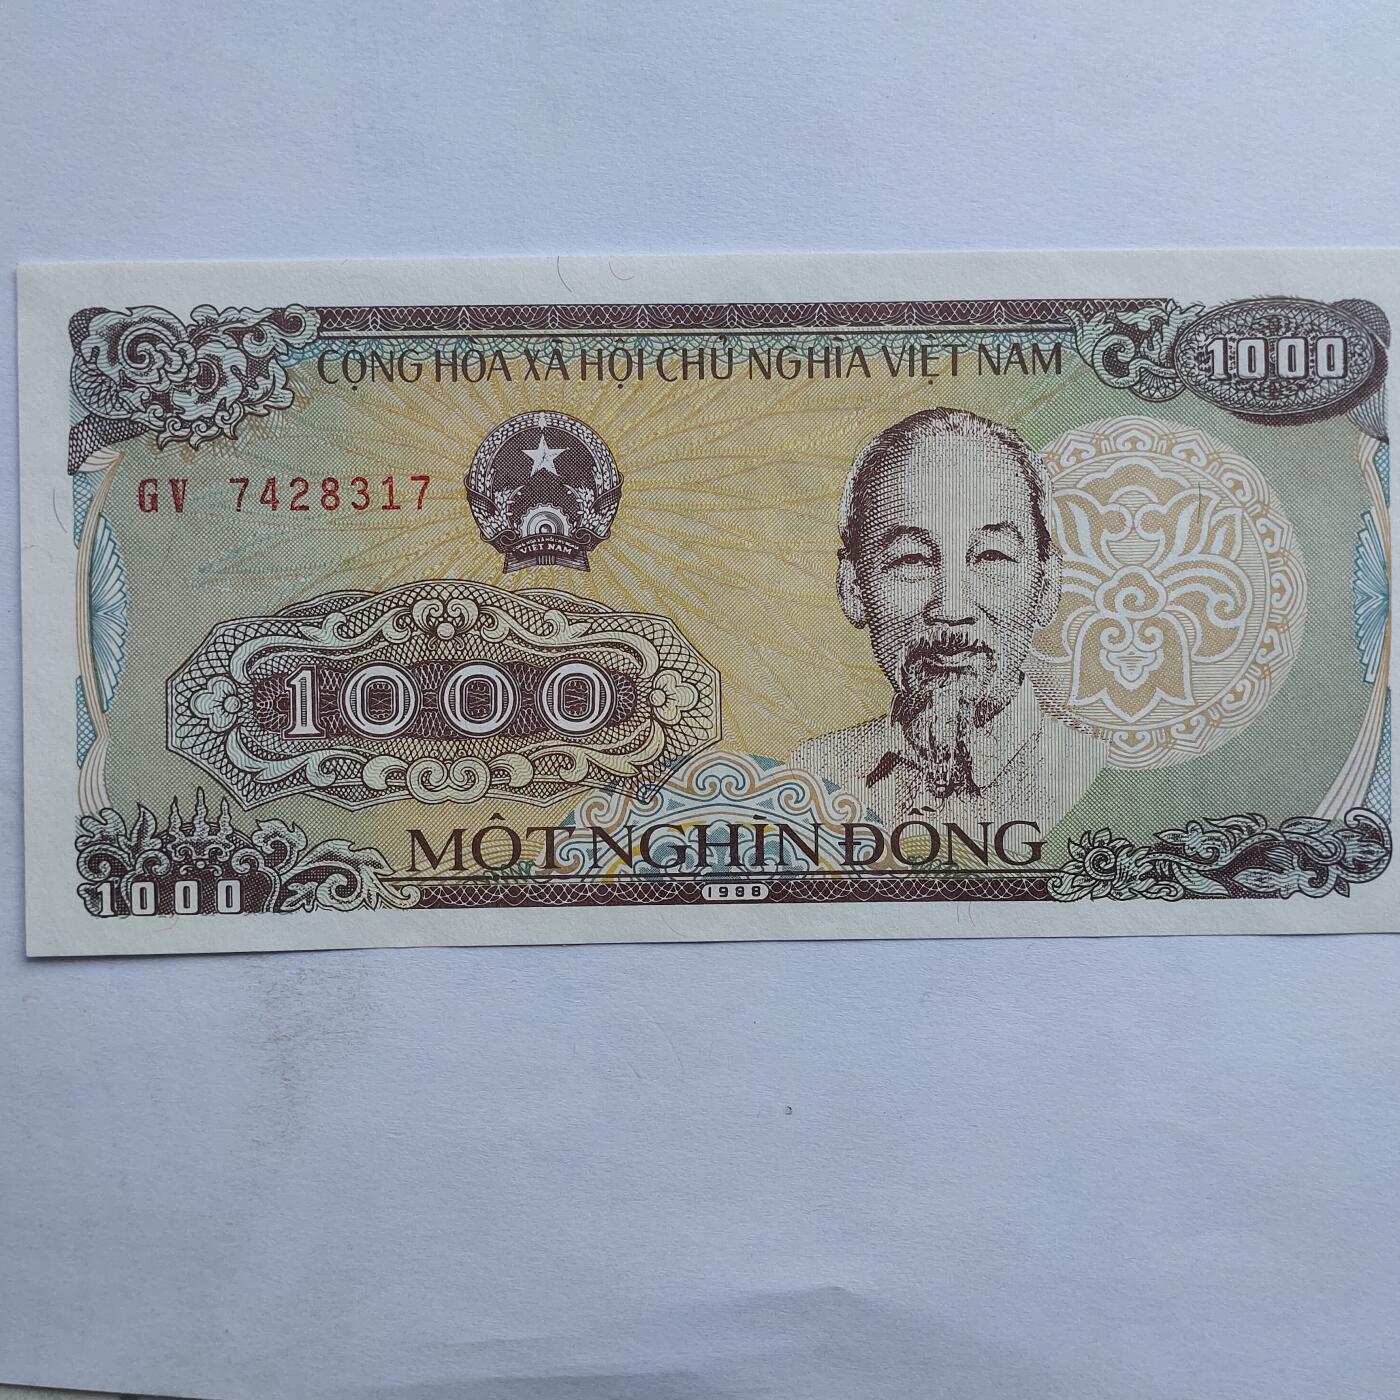 CỘNG HÒA XÃ HỘI CHỦ NGHĨA VIỆT NAM
1000
GV 7428317
VIỆT NAM
1000
MỘT NGHÌN ĐỒNG
1000
1988